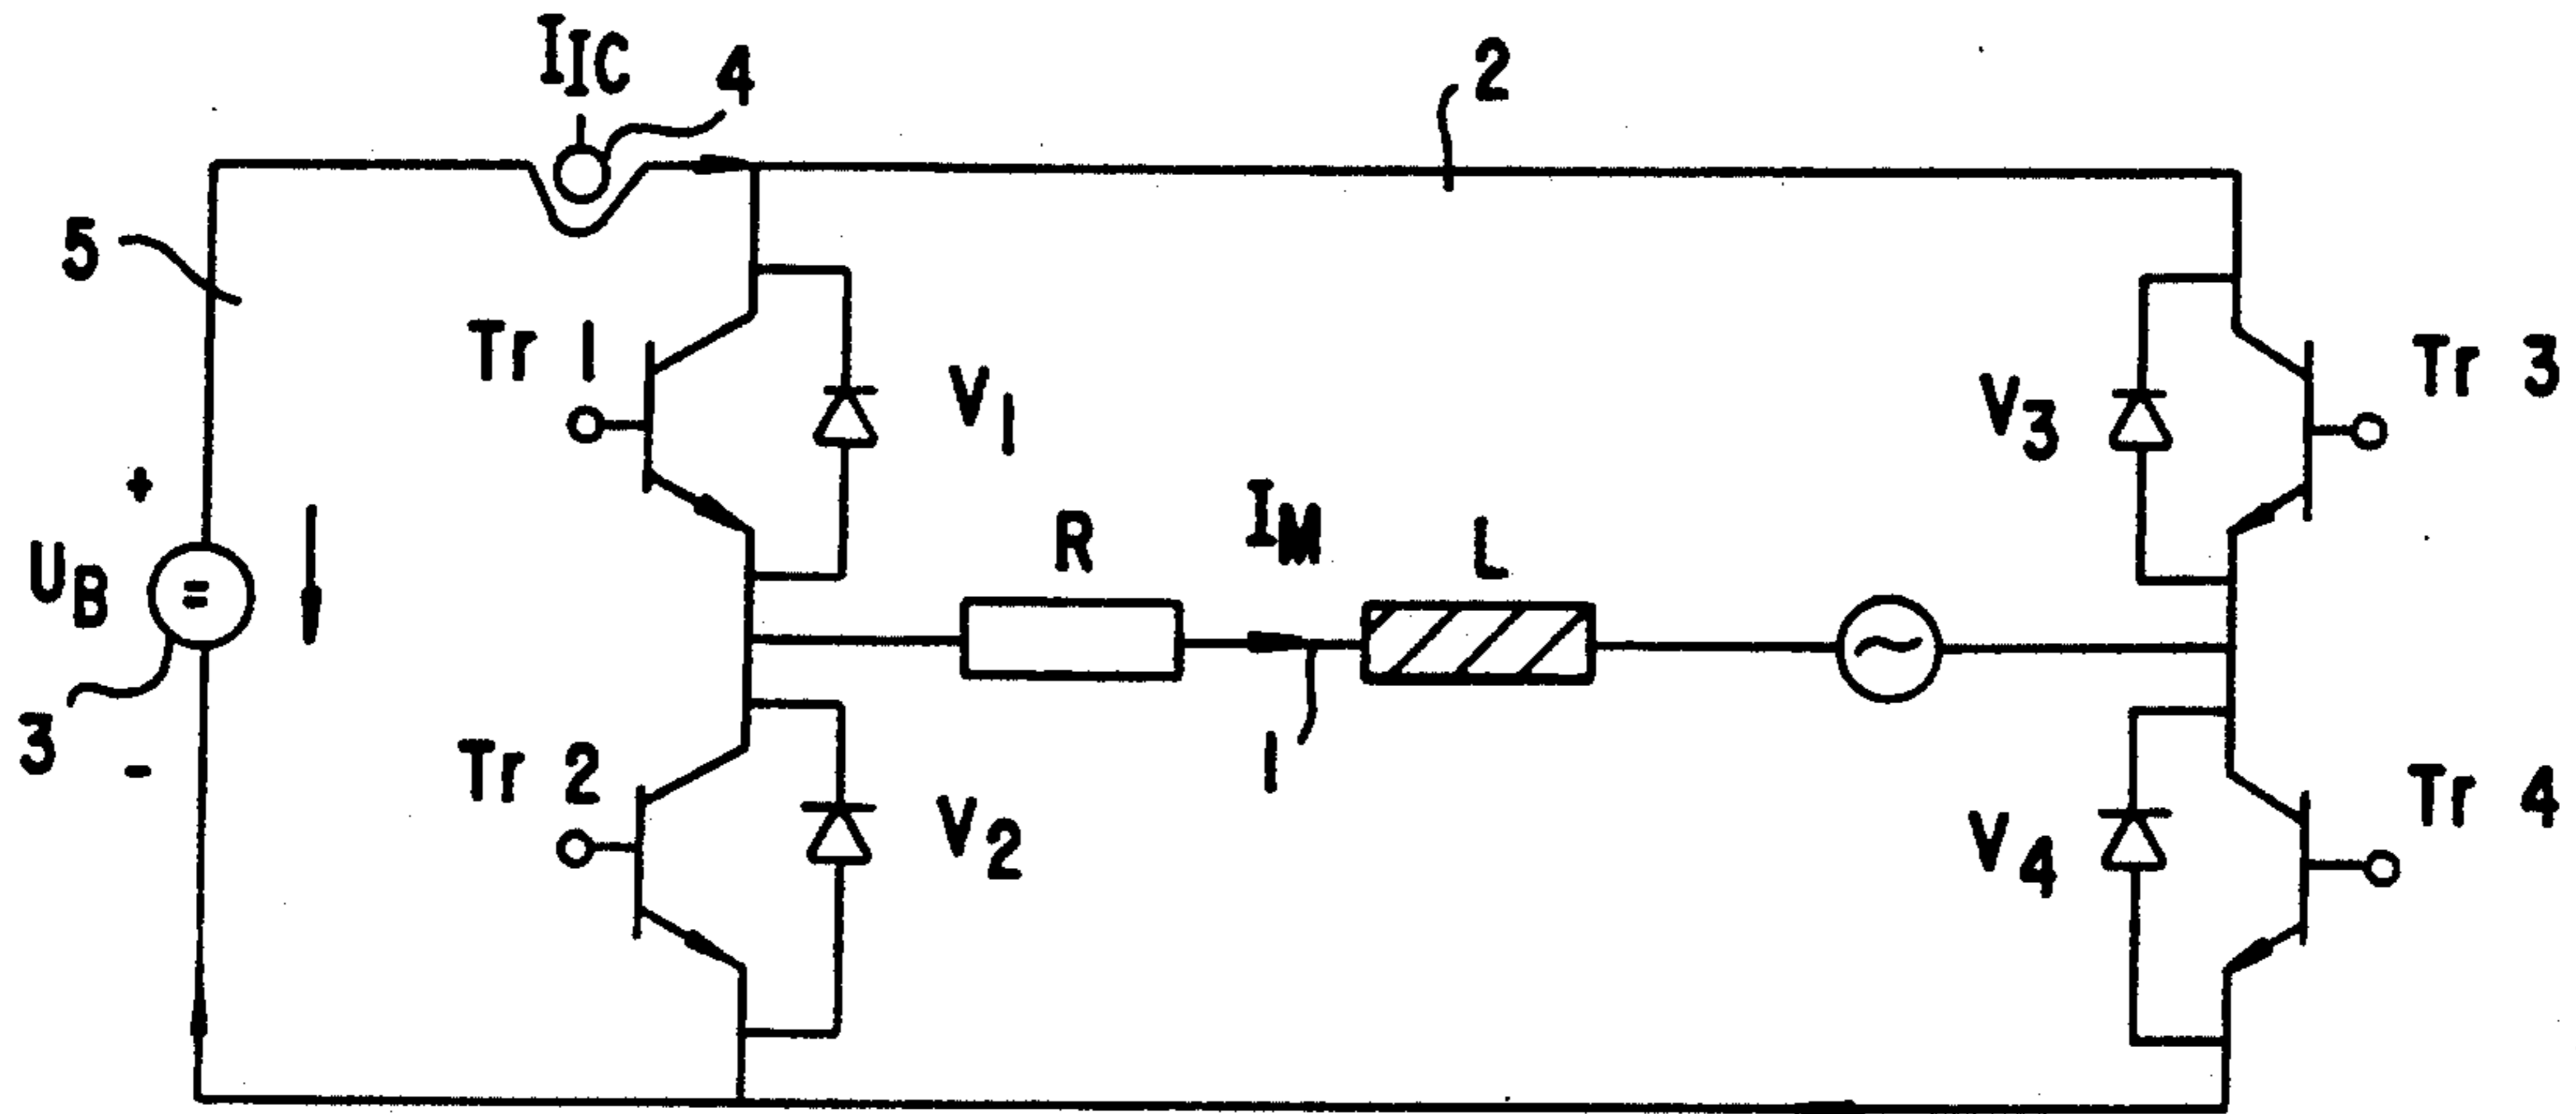 I_IC 4 2
5
Tr 1 V_1 V_3 Tr 3
+
U_B = R I_M L ~
3 - 1
Tr 2 V_2 V_4 Tr 4